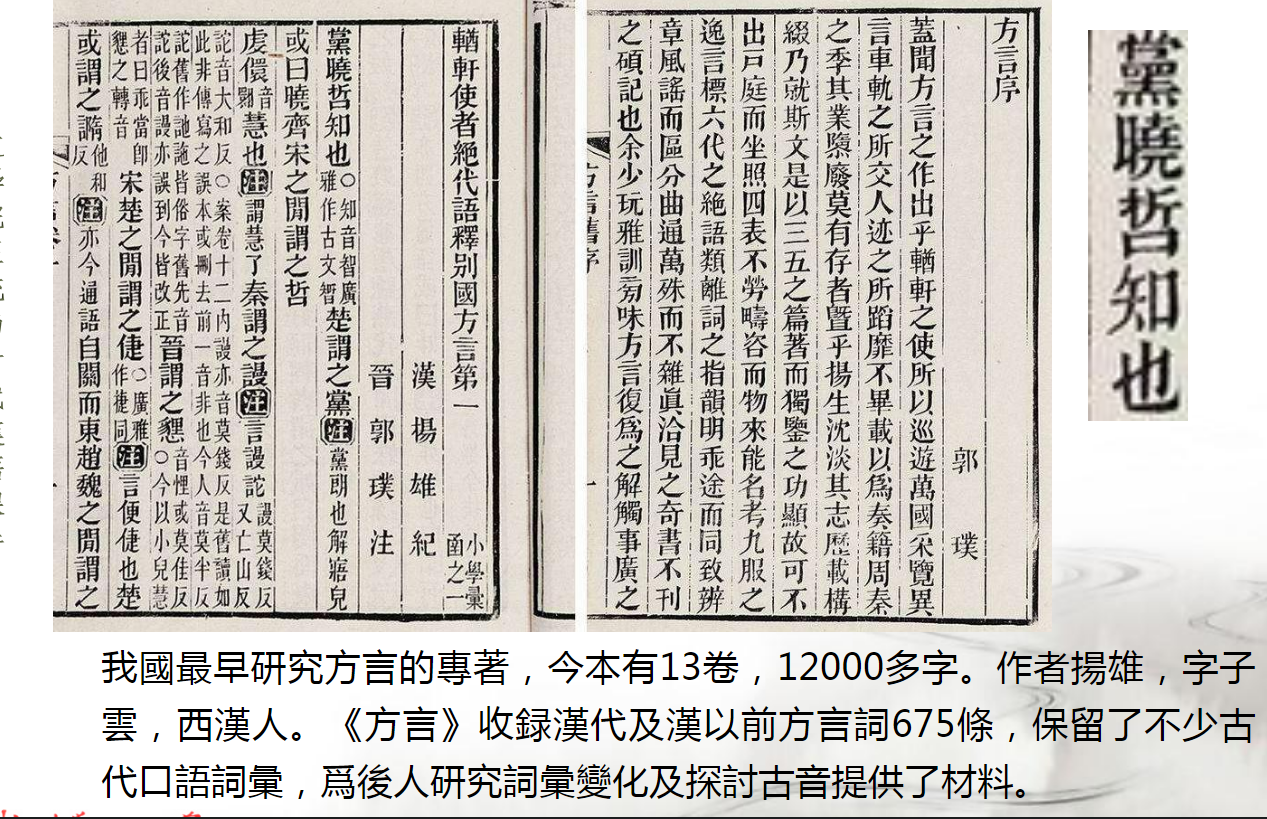 黨曉哲知也
方言序
郭璞
蓋聞方言之作出乎輶軒之使所以巡遊萬國采覽異
言車軌之所交人迹之所蹈靡不畢載以爲奏籍周秦
之季其業隳廢莫有存者暨乎揚生沈淡其志歷載構
綴乃就斯文是以三五之篇著而獨鑒之功顯故可不
出戸庭而坐照四表不勞疇咨而物來能名考九服之
逸言標六代之絶語類離詞之指韻明乖途而同致辨
章風謠而區分曲通萬殊而不雜眞洽見之奇書不刊
之碩記也余少玩雅訓㫄味方言復爲之解觸事廣之
輶軒使者絕代語釋別國方言第一 小學彙函之一
漢 楊雄紀
晉 郭璞注
黨曉哲知也○知音智廣雅作古文 楚謂之黨注黨朗也解寤皃
或曰曉齊宋之閒謂之哲
虔儇音翾慧也注謂慧了秦謂之謾注言謾訑謾莫錢反又亡山反
訑音大和反○案卷十二內謾亦音莫錢反是舊讀如此非傳寫之誤本或刪去前一音非也今人音莫半反
訑舊作 皆俗字舊先音訑後音謾亦誤到今皆改正晉謂之㦟○音悝或莫佳反○今以小兒慧
者曰乖當卽㦟之轉音宋楚之閒謂之倢○廣雅作捷同注言便倢也楚
或謂之䜏他和反注亦今通語自關而東趙魏之閒謂之
我國最早研究方言的專著，今本有13卷，12000多字。作者揚雄，字子
雲，西漢人。《方言》收録漢代及漢以前方言詞675條，保留了不少古
代口語詞彙，爲後人研究詞彙變化及探討古音提供了材料。